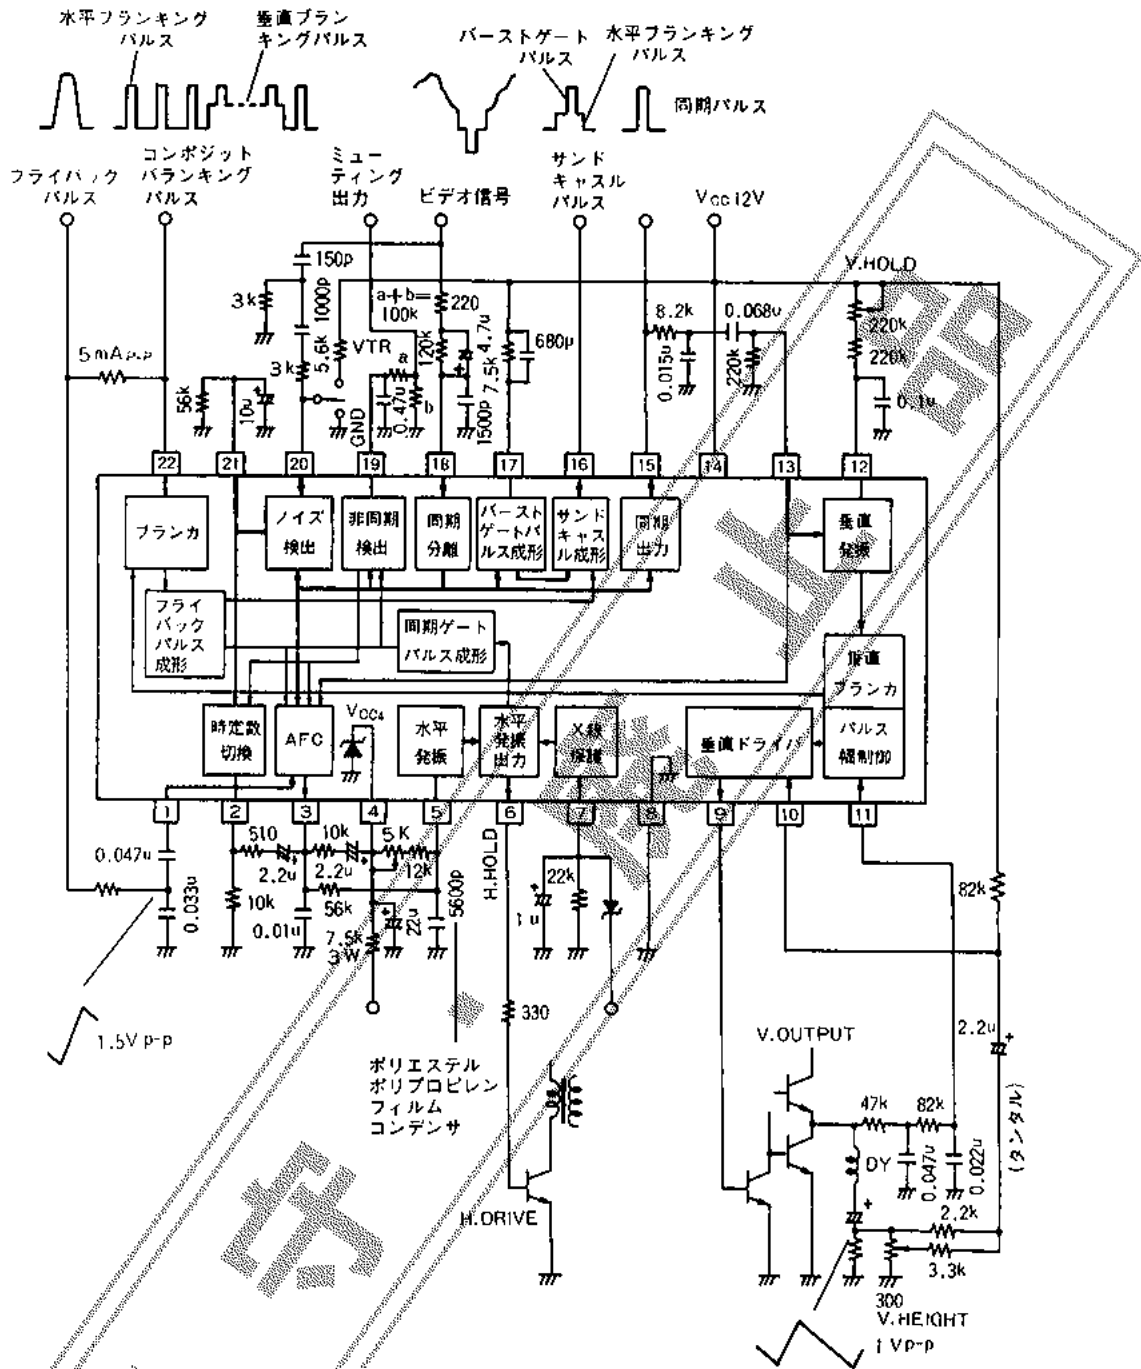 水平ブランキング
パルス
垂直ブラン
キングパルス
バーストゲート
パルス
水平ブランキング
パルス
同期パルス
フライバック
パルス
コンポジット
バランキング
パルス
ミュー
ティング
出力
ビデオ信号
サンド
キャスル
パルス
VCC 12V
150p
3k
1000p
5.6k
3k
VTR
a+b=
100k
a
b
0.47u
GND
220
120k
4.7u
1500p
7.5k
680p
8.2k
0.015u
0.068u
220k
V.HOLD
220k
220k
0.1u
5mAp-p
56k
10u
22
21
20
19
18
17
16
15
14
13
12
ブランカ
ノイズ
検出
非同期
検出
同期
分離
バースト
ゲートパ
ルス成形
サンド
キャス
ル成形
同期
出力
垂直
発振
フライ
バック
パルス
成形
同期ゲート
パルス成形
垂直
ブランカ
時定数
切換
AFC
VCC4
水平
発振
水平
発振
出力
X線
保護
垂直ドライバ
パルス
幅制御
1
2
3
4
5
6
7
8
9
10
11
0.047u
0.033u
510
2.2u
10k
10k
2.2u
56k
0.01u
5K
12k
22u
7.5k
3W
5600p
H.HOLD
22k
82k
1.5Vp-p
330
2.2u
(タンタル)
ポリエステル
ポリプロピレン
フィルム
コンデンサ
H.DRIVE
V.OUTPUT
47k
82k
DY
0.047u
0.022u
2.2k
3.3k
300
V.HEIGHT
1Vp-p